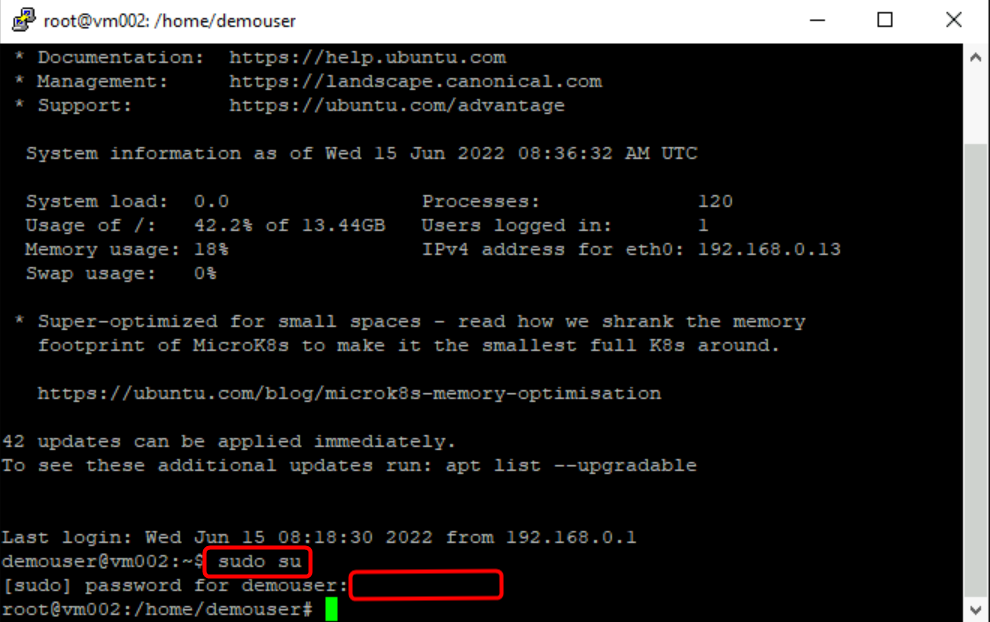 root@vm002: /home/demouser
* Documentation: https://help.ubuntu.com
* Management: https://landscape.canonical.com
* Support: https://ubuntu.com/advantage
System information as of Wed 15 Jun 2022 08:36:32 AM UTC
System load: 0.0 Processes: 120
Usage of /: 42.2% of 13.44GB Users logged in: 1
Memory usage: 18% IPv4 address for eth0: 192.168.0.13
Swap usage: 0%
* Super-optimized for small spaces - read how we shrank the memory
footprint of MicroK8s to make it the smallest full K8s around.
https://ubuntu.com/blog/microk8s-memory-optimisation
42 updates can be applied immediately.
To see these additional updates run: apt list --upgradable
Last login: Wed Jun 15 08:18:30 2022 from 192.168.0.1
demouser@vm002:~$ sudo su
[sudo] password for demouser:
root@vm002:/home/demouser#